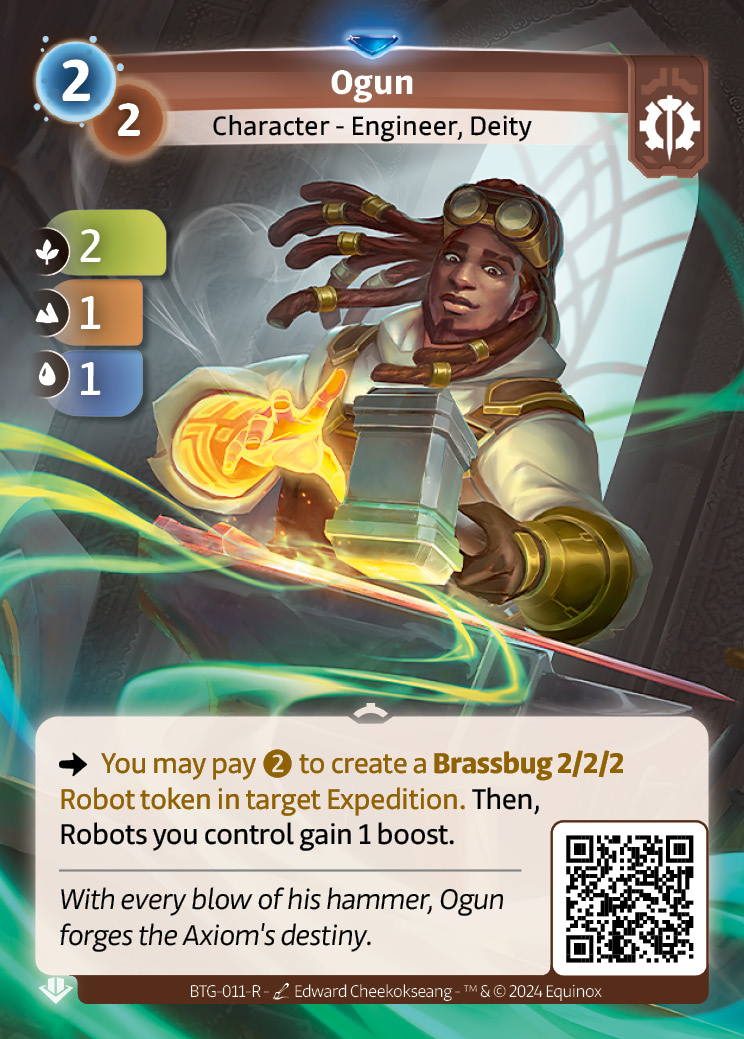 2
Ogun
2
Character - Engineer, Deity
2
1
1
You may pay 2 to create a Brassbug 2/2/2
Robot token in target Expedition. Then,
Robots you control gain 1 boost.
With every blow of his hammer, Ogun
forges the Axiom's destiny.
BTG-011-R - Edward Cheekokseang - ™ & © 2024 Equinox